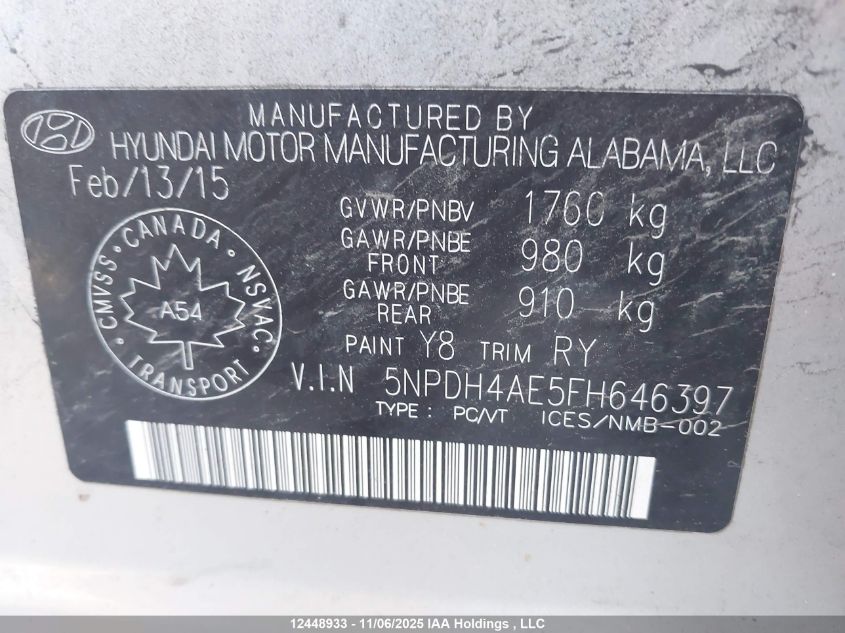 MANUFACTURED BY
HYUNDAI MOTOR MANUFACTURING ALABAMA, LLC
Feb/13/15
GVWR/PNBV 1760 kg
GAWR/PNBE FRONT 980 kg
GAWR/PNBE REAR 910 kg
PAINT Y8 TRIM RY
V.I.N 5NPDH4AE5FH646397
TYPE : PC/VT ICES/NMB-002
CANADA
CMVSS • NSVAC
A54
TRANSPORT
12448933 - 11/06/2025 IAA Holdings , LLC